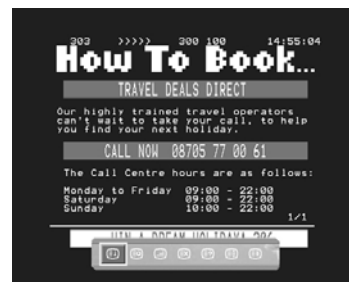 303 >>>>> 300 100 14:55:04
How To Book...
TRAVEL DEALS DIRECT
Our highly trained travel operators
can't wait to take your call, to help
you find your next holiday.
CALL NOW 08705 77 00 61
The Call Centre hours are as follows:
Monday to Friday 09:00 - 22:00
Saturday 09:00 - 22:00
Sunday 10:00 - 22:00
1/1
WIN A DREAM